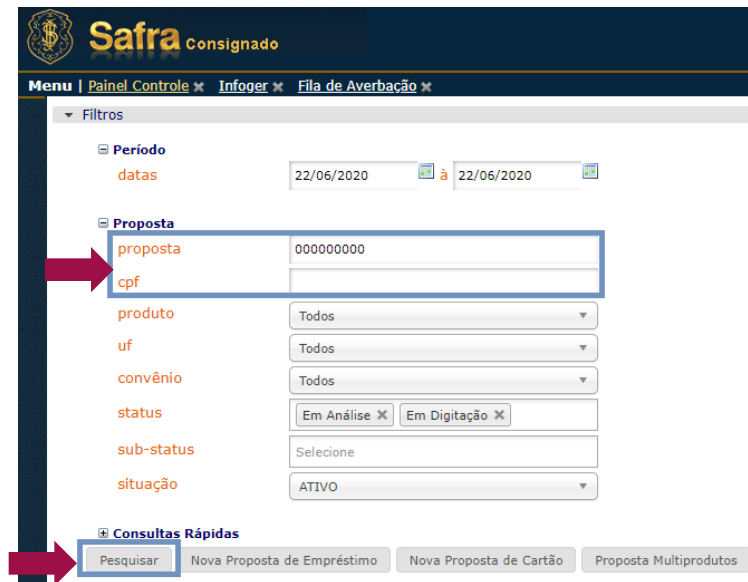 Safra Consignado
Menu | Painel Controle x Infoger x Fila de Averbação x
Filtros
Período
datas 22/06/2020 à 22/06/2020
Proposta
proposta 000000000
cpf
produto Todos
uf Todos
convênio Todos
status Em Análise x Em Digitação x
sub-status Selecione
situação ATIVO
Consultas Rápidas
Pesquisar Nova Proposta de Empréstimo Nova Proposta de Cartão Proposta Multiprodutos